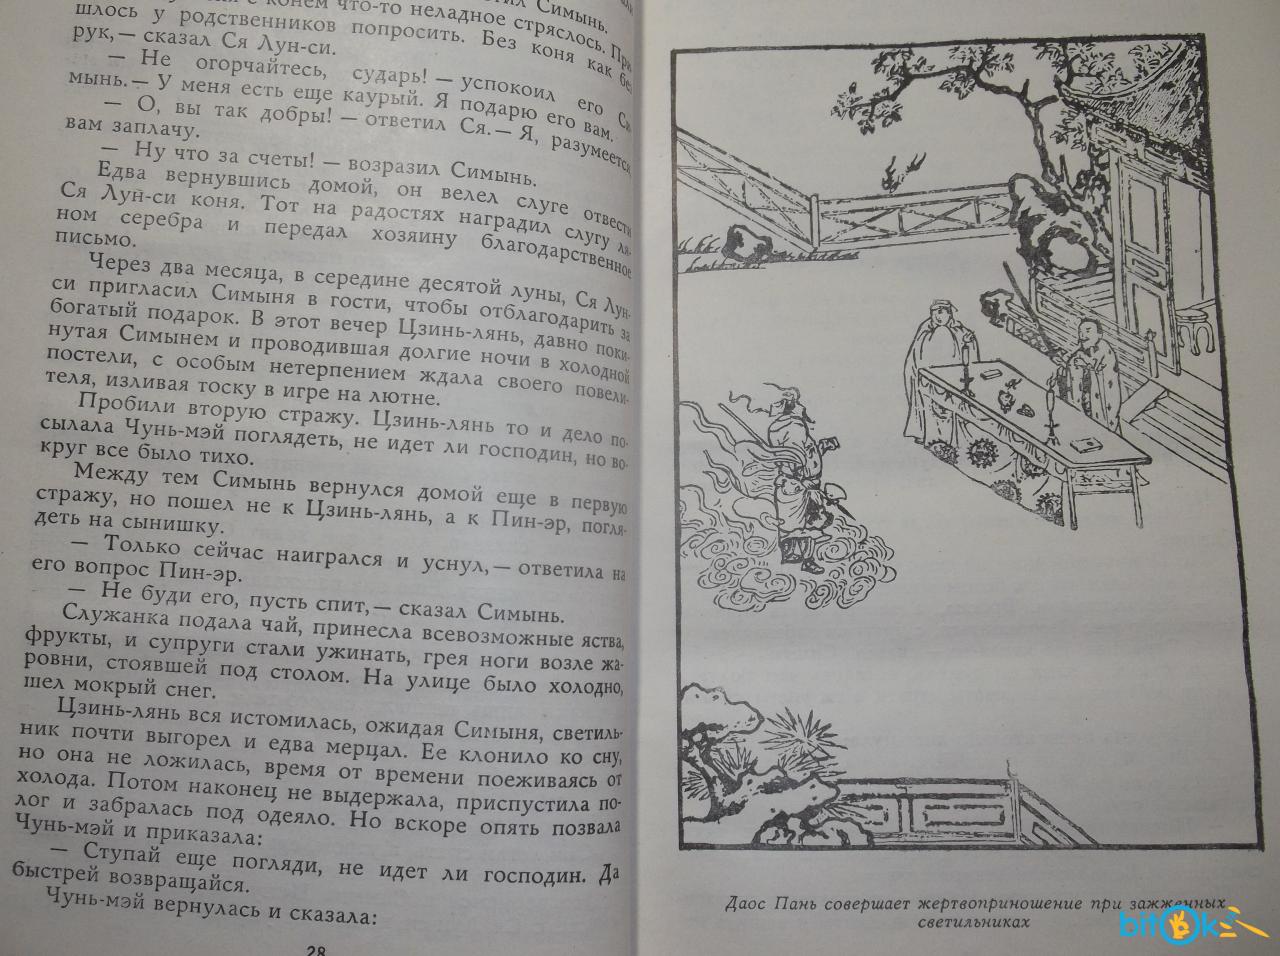 тил Симынь.
с конем что-то неладное стряслось. При
шлось у родственников попросить. Без коня как без
рук,— сказал Ся Лун-си.
— Не огорчайтесь, сударь! — успокоил его Си
мынь.— У меня есть еще каурый. Я подарю его вам.
— О, вы так добры! — ответил Ся.— Я, разумеется,
вам заплачу.
— Ну что за счеты! — возразил Симынь.
Едва вернувшись домой, он велел слуге отвести
Ся Лун-си коня. Тот на радостях наградил слугу ля-
ном серебра и передал хозяину благодарственное
письмо.
Через два месяца, в середине десятой луны, Ся Лун-
си пригласил Симыня в гости, чтобы отблагодарить за
богатый подарок. В этот вечер Цзинь-лянь, давно поки-
нутая Симынем и проводившая долгие ночи в холодной
постели, с особым нетерпением ждала своего повели-
теля, изливая тоску в игре на лютне.
Пробили вторую стражу. Цзинь-лянь то и дело по-
сылала Чунь-мэй поглядеть, не идет ли господин, но во-
круг все было тихо.
Между тем Симынь вернулся домой еще в первую
стражу, но пошел не к Цзинь-лянь, а к Пин-эр, погля-
деть на сынишку.
— Только сейчас наигрался и уснул,— ответила на
его вопрос Пин-эр.
— Не буди его, пусть спит,— сказал Симынь.
Служанка подала чай, принесла всевозможные яства,
фрукты, и супруги стали ужинать, грея ноги возле жа-
ровни, стоявшей под столом. На улице было холодно,
шел мокрый снег.
Цзинь-лянь вся истомилась, ожидая Симыня, светиль-
ник почти выгорел и едва мерцал. Ее клонило ко сну,
но она не ложилась, время от времени поеживаясь от
холода. Потом наконец не выдержала, приспустила по-
лог и забралась под одеяло. Но вскоре опять позвала
Чунь-мэй и приказала:
— Ступай еще погляди, не идет ли господин. Да
быстрей возвращайся.
Чунь-мэй вернулась и сказала:
28
Даос Пань совершает жертвоприношение при зажженных
светильниках